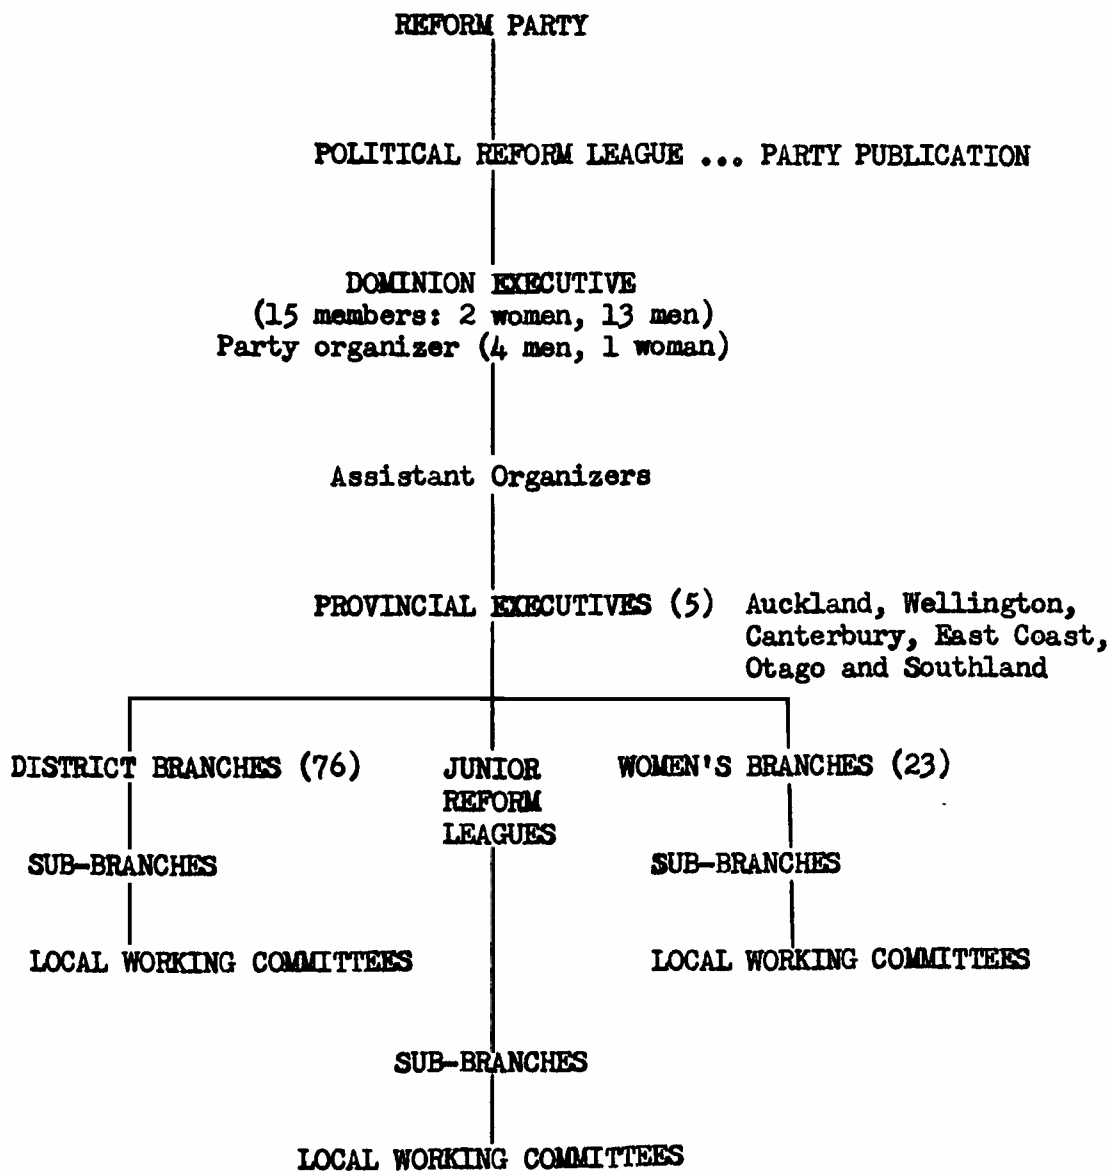 REFORM PARTY
POLITICAL REFORM LEAGUE ... PARTY PUBLICATION
DOMINION EXECUTIVE
(15 members: 2 women, 13 men)
Party organizer (4 men, 1 woman)
Assistant Organizers
PROVINCIAL EXECUTIVES (5) Auckland, Wellington,
Canterbury, East Coast,
Otago and Southland
DISTRICT BRANCHES (76)
JUNIOR
REFORM
LEAGUES
WOMEN'S BRANCHES (23)
SUB-BRANCHES
SUB-BRANCHES
LOCAL WORKING COMMITTEES
LOCAL WORKING COMMITTEES
SUB-BRANCHES
LOCAL WORKING COMMITTEES